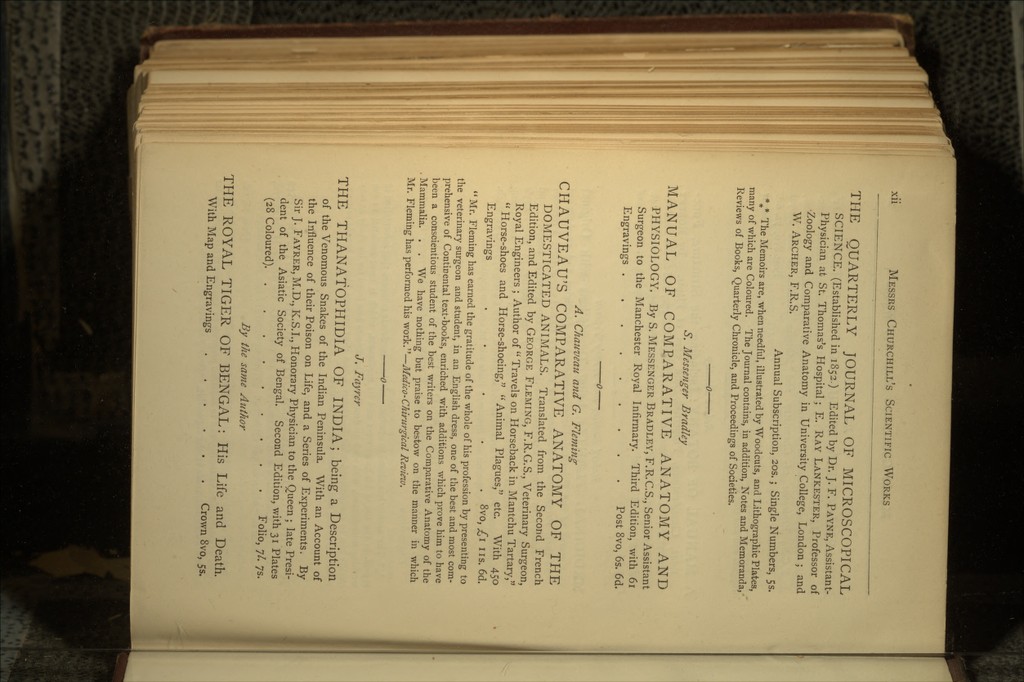 xii MESSRS CHURCHILL'S SCIENTIFIC WORKS
THE QUARTERLY JOURNAL OF MICROSCOPICAL
SCIENCE. (Established in 1852.) Edited by Dr. J. F. PAYNE, Assistant-
Physician at St. Thomas's Hospital; E. RAY LANKESTER, Professor of
Zoology and Comparative Anatomy in University College, London; and
W. ARCHER, F.R.S.
Annual Subscription, 20s.; Single Numbers, 5s.
*** The Memoirs are, when needful, illustrated by Woodcuts, and Lithographic Plates,
many of which are Coloured. The Journal contains, in addition, Notes and Memoranda,
Reviews of Books, Quarterly Chronicle, and Proceedings of Societies.
S. Messenger Bradley
MANUAL OF COMPARATIVE ANATOMY AND
PHYSIOLOGY. By S. MESSENGER BRADLEY, F.R.C.S., Senior Assistant
Surgeon to the Manchester Royal Infirmary. Third Edition, with 61
Engravings . . . . . . Post 8vo, 6s. 6d.
A. Chauveau and G. Fleming
CHAUVEAU'S COMPARATIVE ANATOMY OF THE
DOMESTICATED ANIMALS. Translated from the Second French
Edition, and Edited by GEORGE FLEMING, F.R.G.S., Veterinary Surgeon,
Royal Engineers; Author of "Travels on Horseback in Mantchu Tartary,"
"Horse-shoes and Horse-shoeing," "Animal Plagues," etc. With 450
Engravings . . . . . 8vo, £1 11s. 6d.
"Mr. Fleming has earned the gratitude of the whole of his profession by presenting to
the veterinary surgeon and student, in an English dress, one of the best and most com-
prehensive of Continental text-books, enriched with additions which prove him to have
been a conscientious student of the best writers on the Comparative Anatomy of the
Mammalia. . . We have nothing but praise to bestow on the manner in which
Mr. Fleming has performed his work."—Medico-Chirurgical Review.
J. Fayrer
THE THANATOPHIDIA OF INDIA; being a Description
of the Venomous Snakes of the Indian Peninsula. With an Account of
the Influence of their Poison on Life, and a Series of Experiments. By
Sir J. FAYRER, M.D., K.S.I., Honorary Physician to the Queen; late Presi-
dent of the Asiatic Society of Bengal. Second Edition, with 31 Plates
(28 Coloured). . . . . . . Folio, 7l. 7s.
By the same Author
THE ROYAL TIGER OF BENGAL: His Life and Death.
With Map and Engravings . . . . . Crown 8vo, 5s.